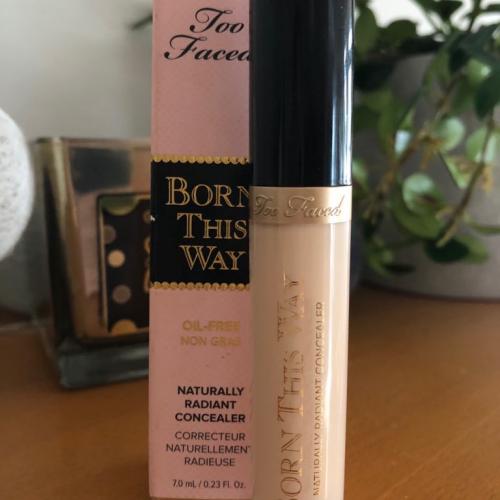 Too
Faced
BORN
THIS
WAY
OIL-FREE
NON GRAS
NATURALLY
RADIANT
CONCEALER
CORRECTEUR
NATURELLEMENT
RADIEUSE
7.0 mL / 0.23 Fl. Oz.
Too Faced
BORN THIS WAY
NATURALLY RADIANT CONCEALER